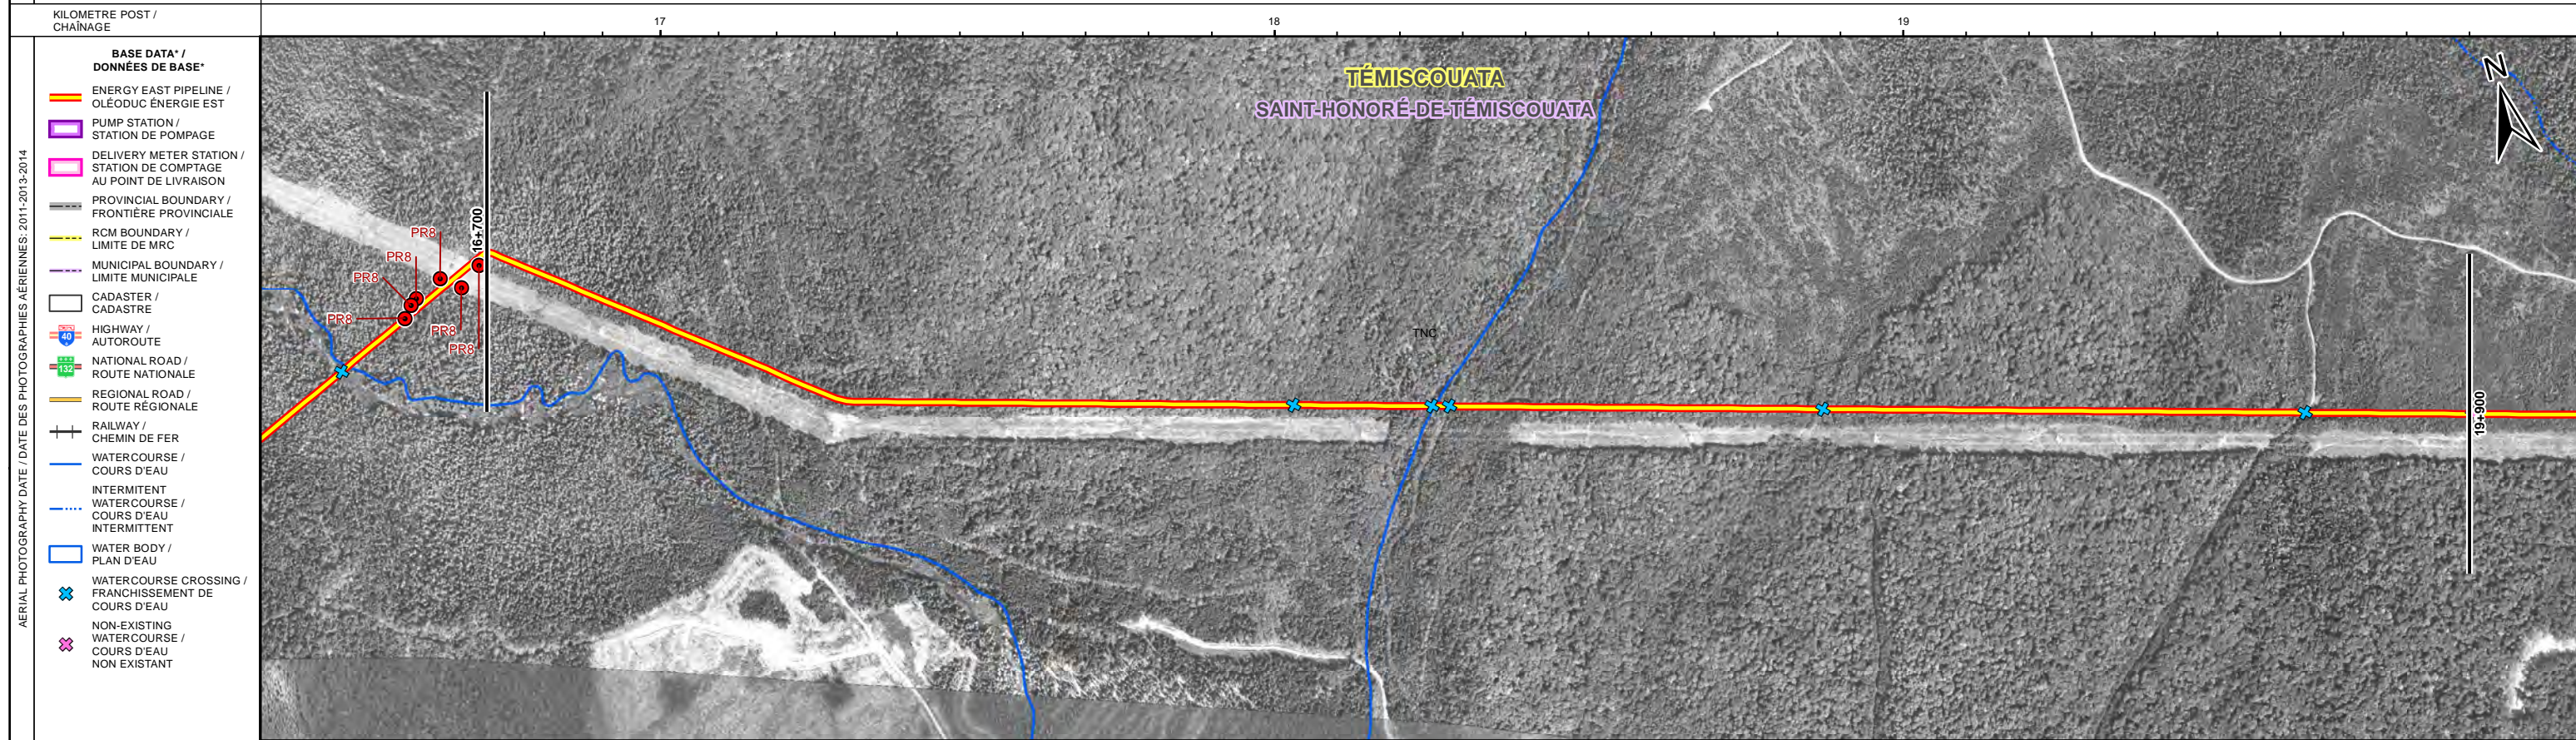 KILOMETRE POST /
CHAÎNAGE
17
18
19
AERIAL PHOTOGRAPHY DATE / DATE DES PHOTOGRAPHIES AÉRIENNES: 2011-2013-2014
BASE DATA* /
DONNÉES DE BASE*
ENERGY EAST PIPELINE /
OLÉODUC ÉNERGIE EST
PUMP STATION /
STATION DE POMPAGE
DELIVERY METER STATION /
STATION DE COMPTAGE
AU POINT DE LIVRAISON
PROVINCIAL BOUNDARY /
FRONTIÈRE PROVINCIALE
RCM BOUNDARY /
LIMITE DE MRC
MUNICIPAL BOUNDARY /
LIMITE MUNICIPALE
CADASTER /
CADASTRE
40
HIGHWAY /
AUTOROUTE
132
NATIONAL ROAD /
ROUTE NATIONALE
REGIONAL ROAD /
ROUTE RÉGIONALE
RAILWAY /
CHEMIN DE FER
WATERCOURSE /
COURS D'EAU
INTERMITENT
WATERCOURSE /
COURS D'EAU
INTERMITTENT
WATER BODY /
PLAN D'EAU
WATERCOURSE CROSSING /
FRANCHISSEMENT DE
COURS D'EAU
NON-EXISTING
WATERCOURSE /
COURS D'EAU
NON EXISTANT
TÉMISCOUATA
SAINT-HONORÉ-DE-TÉMISCOUATA
N
16+700
PR8
PR8
PR8
PR8
PR8
PR8
TNC
19+900